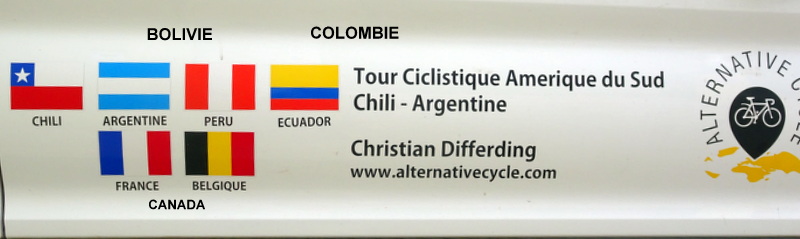 BOLIVIE
COLOMBIE
CHILI
ARGENTINE
PERU
ECUADOR
FRANCE
BELGIQUE
CANADA
Tour Ciclistique Amerique du Sud
Chili - Argentine
Christian Differding
www.alternativecycle.com
ALTERNATIVE